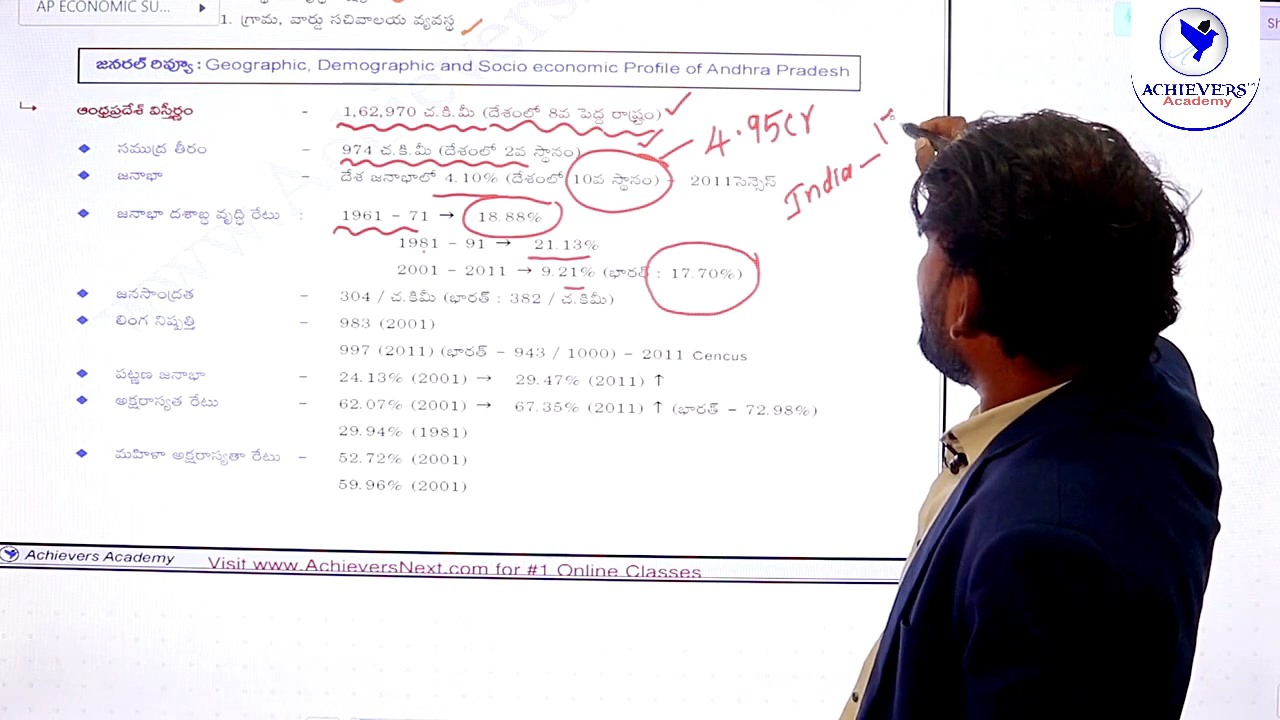 AP ECONOMIC SU...
1. గ్రామ, వార్డు సచివాలయ వ్యవస్థ
జనరల్ రివ్యూ : Geographic, Demographic and Socio economic Profile of Andhra Pradesh
ఆంధ్రప్రదేశ్ విస్తీర్ణం - 1,62,970 చ.కి.మీ (దేశంలో 8వ పెద్ద రాష్ట్రం)
సముద్ర తీరం - 974 చ.కి.మీ (దేశంలో 2వ స్థానం)
4.95cr
జనాభా - దేశ జనాభాలో 4.10% (దేశంలో 10వ స్థానం) - 2011సెన్సెస్
India -
జనాభా దశాబ్ధ వృద్ధి రేటు : 1961 - 71 → 18.88%
1981 - 91 → 21.13%
2001 - 2011 → 9.21% (భారత్ : 17.70%)
జనసాంద్రత - 304 / చ.కిమీ (భారత్ : 382 / చ.కిమీ)
లింగ నిష్పత్తి - 983 (2001)
997 (2011) (భారత్ - 943 / 1000) - 2011 Cencus
పట్టణ జనాభా - 24.13% (2001) → 29.47% (2011) ↑
అక్షరాస్యత రేటు - 62.07% (2001) → 67.35% (2011) ↑ (భారత్ - 72.98%)
29.94% (1981)
మహిళా అక్షరాస్యతా రేటు - 52.72% (2001)
59.96% (2001)
Achievers Academy Visit www.AchieversNext.com for #1 Online Classes
Sh
ACHIEVERS
Academy